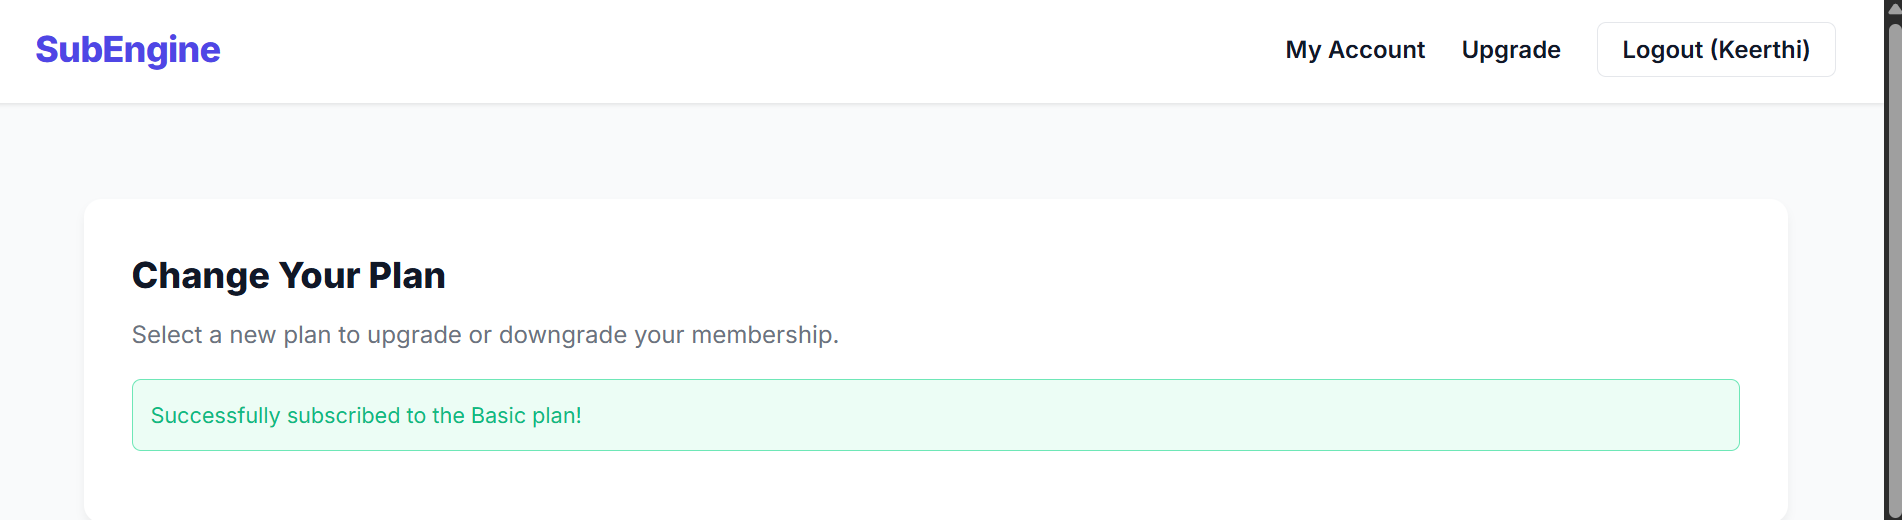 SubEngine
My Account
Upgrade
Logout (Keerthi)
Change Your Plan
Select a new plan to upgrade or downgrade your membership.
Successfully subscribed to the Basic plan!